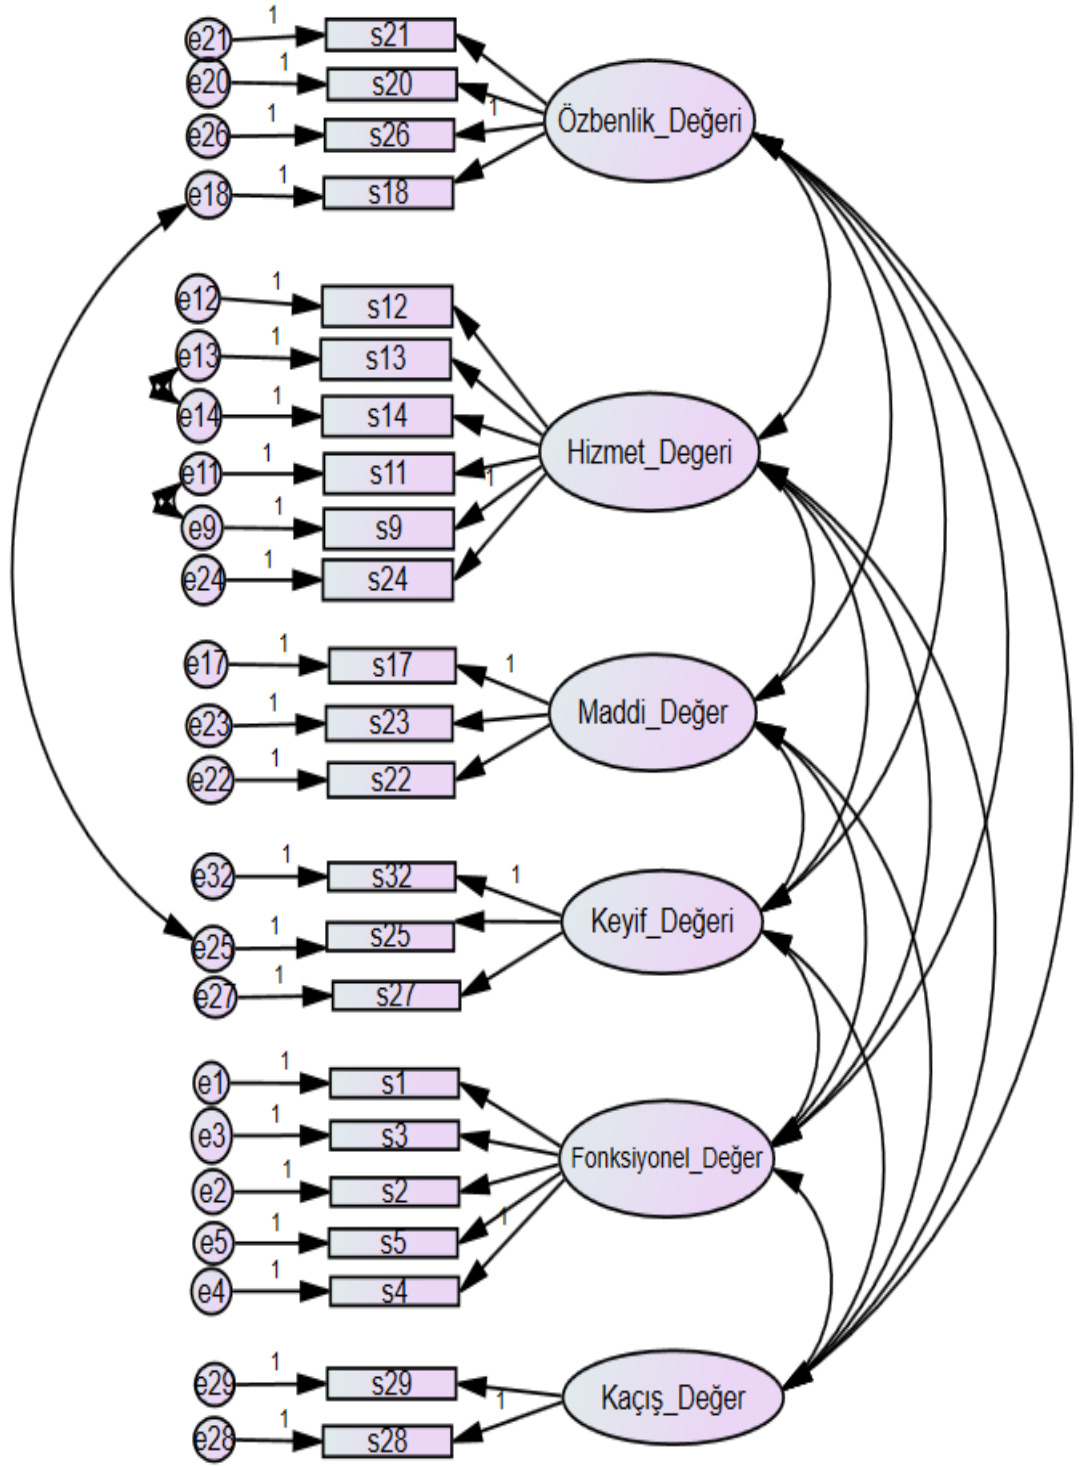 e21 1 s21
e20 1 s20
e26 1 s26
e18 1 s18
1
Özbenlik_Değeri
e12 1 s12
e13 1 s13
e14 1 s14
e11 1 s11
e9 1 s9
e24 1 s24
1
Hizmet_Degeri
e17 1 s17
e23 1 s23
e22 1 s22
1
Maddi_Değer
e32 1 s32
e25 1 s25
e27 1 s27
1
Keyif_Değeri
e1 1 s1
e3 1 s3
e2 1 s2
e5 1 s5
e4 1 s4
1
Fonksiyonel_Değer
e29 1 s29
e28 1 s28
1
Kaçış_Değer